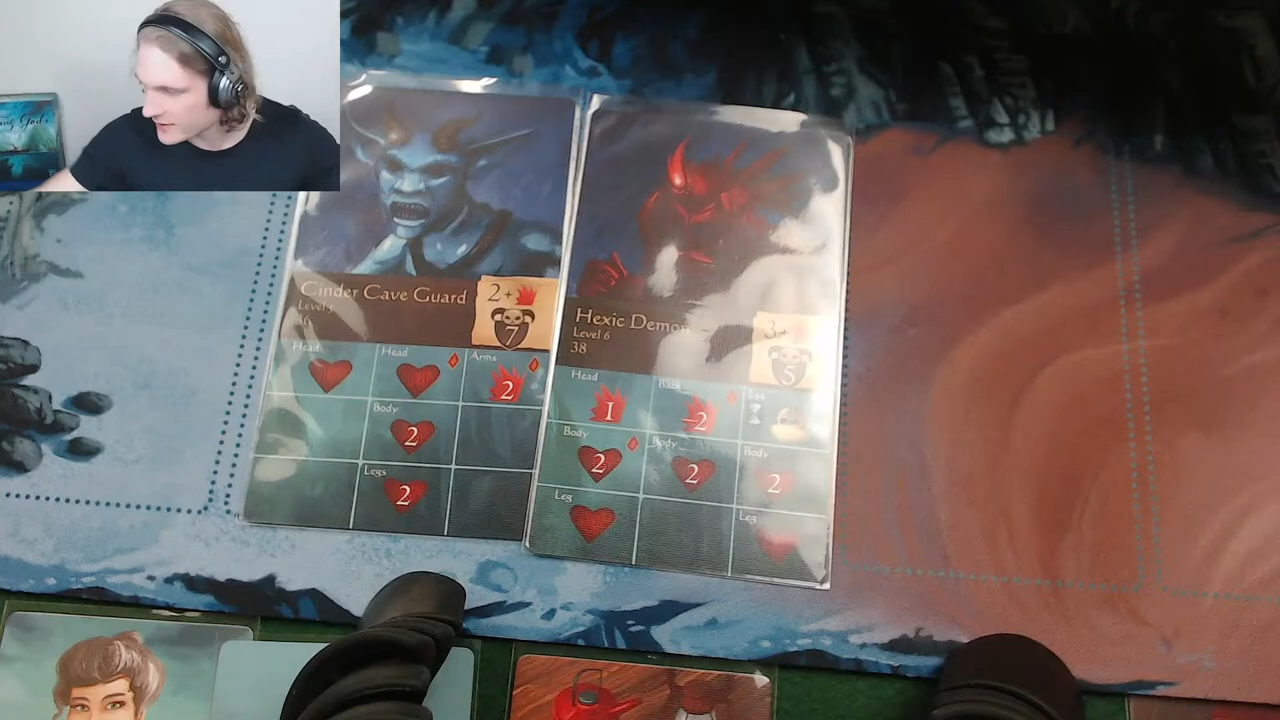 Cinder Cave Guard
2+
7
Head
Head
Arms
2
Body
2
Legs
2
Hexic Demon
Level 6
38
3+
5
Head
1
Back
-2
Body
2
Body
2
Body
2
Leg
Leg